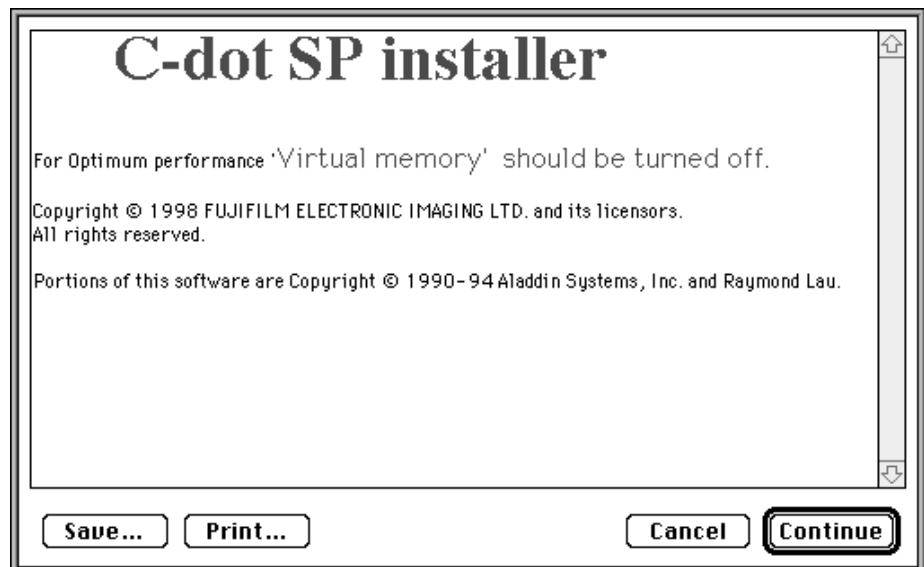 C-dot SP installer
For Optimum performance 'Virtual memory' should be turned off.
Copyright © 1998 FUJIFILM ELECTRONIC IMAGING LTD. and its licensors.
All rights reserved.
Portions of this software are Copyright © 1990-94 Aladdin Systems, Inc. and Raymond Lau.
Save... Print... Cancel Continue